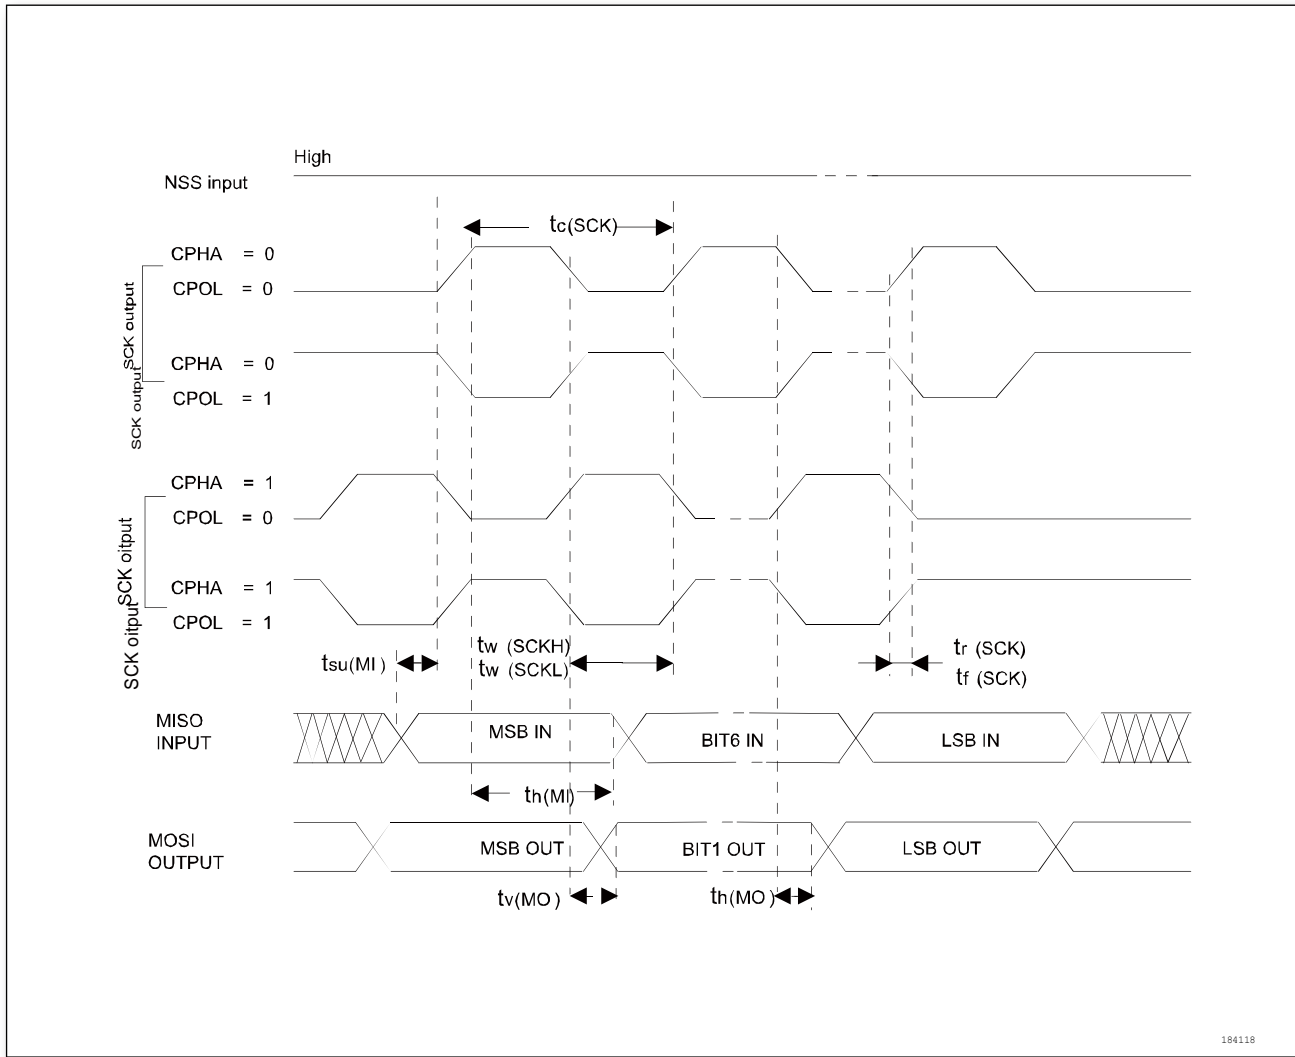 High
NSS input
tc(SCK)
CPHA = 0
CPOL = 0
SCK output
CPHA = 0
CPOL = 1
SCK output
CPHA = 1
CPOL = 0
SCK oitput
CPHA = 1
CPOL = 1
SCK oitput
tsu(MI)
tw (SCKH)
tw (SCKL)
tr (SCK)
tf (SCK)
MISO
INPUT
MSB IN
BIT6 IN
LSB IN
th(MI)
MOSI
OUTPUT
MSB OUT
BIT1 OUT
LSB OUT
tv(MO)
th(MO)
184118